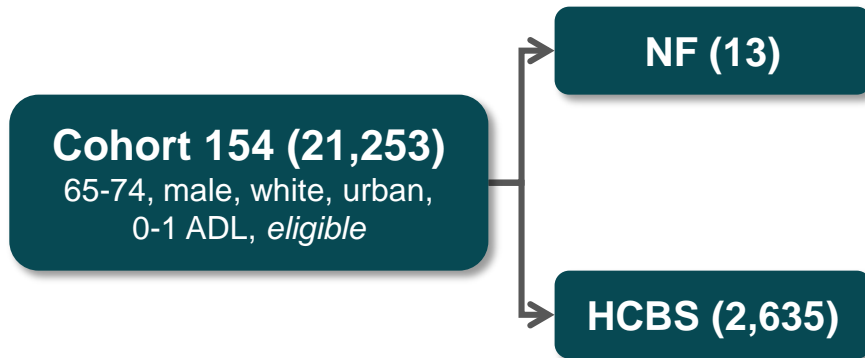 NF (13)
Cohort 154 (21,253)
65-74, male, white, urban,
0-1 ADL, eligible
HCBS (2,635)